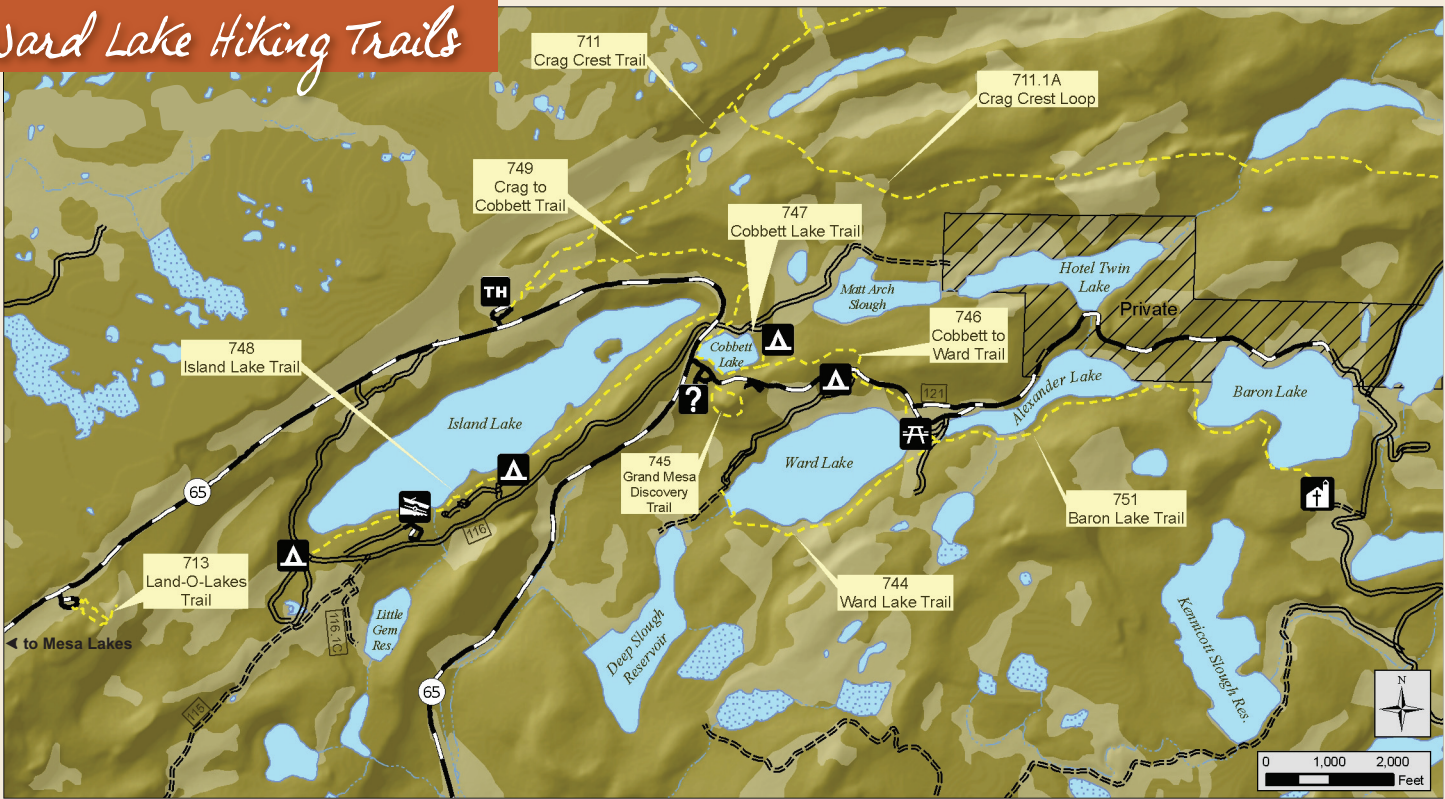 Ward Lake Hiking Trails
711
Crag Crest Trail
711.1A
Crag Crest Loop
749
Crag to
Cobbett Trail
747
Cobbett Lake Trail
Hotel Twin
Lake
Matt Arch
Slough
Private
746
Cobbett to
Ward Trail
TH
748
Island Lake Trail
Cobbett
Lake
?
121
Alexander Lake
Baron Lake
Island Lake
745
Grand Mesa
Discovery
Trail
Ward Lake
65
751
Baron Lake Trail
116
713
Land-O-Lakes
Trail
744
Ward Lake Trail
Little
Gem
Res.
116.1C
◄ to Mesa Lakes
Deep Slough
Reservoir
Kennicott Slough Res.
65
115
N
0 1,000 2,000
Feet